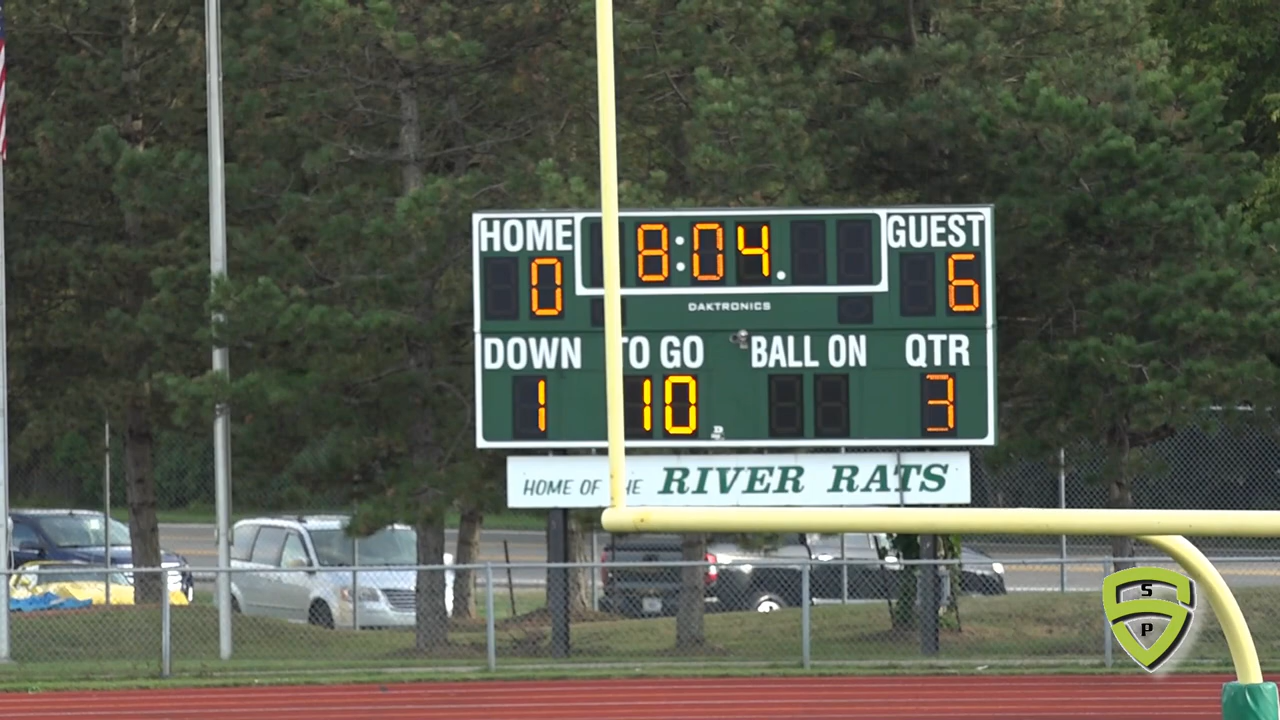 HOME 8:04. GUEST
0 6
DAKTRONICS
DOWN TO GO BALL ON QTR
1 10 3
HOME OF THE RIVER RATS
S
P